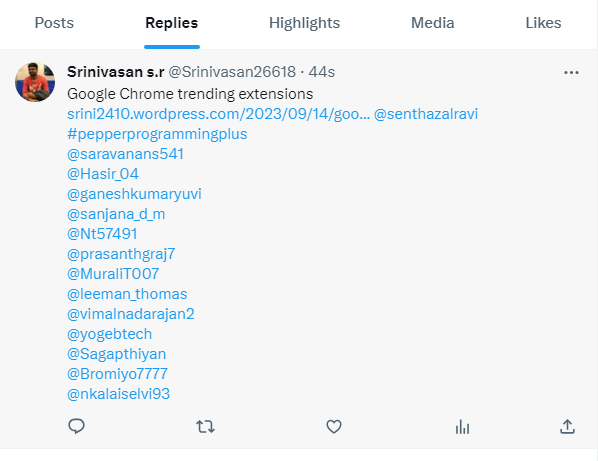 Posts Replies Highlights Media Likes
Srinivasan s.r @Srinivasan26618 · 44s
Google Chrome trending extensions
srini2410.wordpress.com/2023/09/14/goo... @senthazalravi
#pepperprogrammingplus
@saravanans541
@Hasir_04
@ganeshkumaryuvi
@sanjana_d_m
@Nt57491
@prasanthgraj7
@MuraliT007
@leeman_thomas
@vimalnadarajan2
@yogebtech
@Sagapthiyan
@Bromiyo7777
@nkalaiselvi93